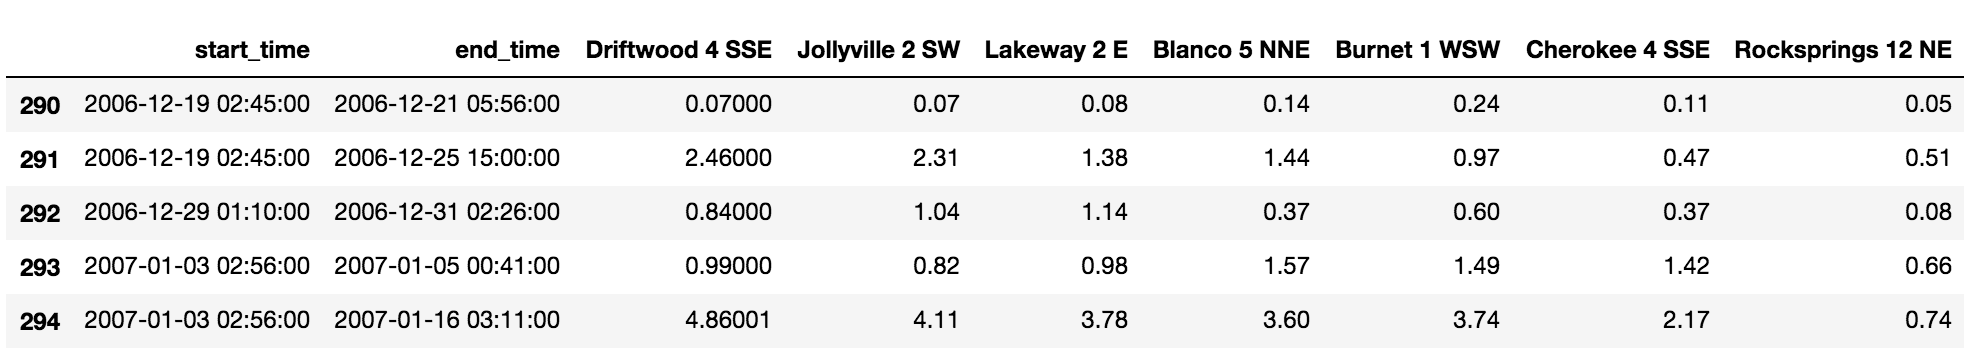 start_time end_time Driftwood 4 SSE Jollyville 2 SW Lakeway 2 E Blanco 5 NNE Burnet 1 WSW Cherokee 4 SSE Rocksprings 12 NE
290 2006-12-19 02:45:00 2006-12-21 05:56:00 0.07000 0.07 0.08 0.14 0.24 0.11 0.05
291 2006-12-19 02:45:00 2006-12-25 15:00:00 2.46000 2.31 1.38 1.44 0.97 0.47 0.51
292 2006-12-29 01:10:00 2006-12-31 02:26:00 0.84000 1.04 1.14 0.37 0.60 0.37 0.08
293 2007-01-03 02:56:00 2007-01-05 00:41:00 0.99000 0.82 0.98 1.57 1.49 1.42 0.66
294 2007-01-03 02:56:00 2007-01-16 03:11:00 4.86001 4.11 3.78 3.60 3.74 2.17 0.74